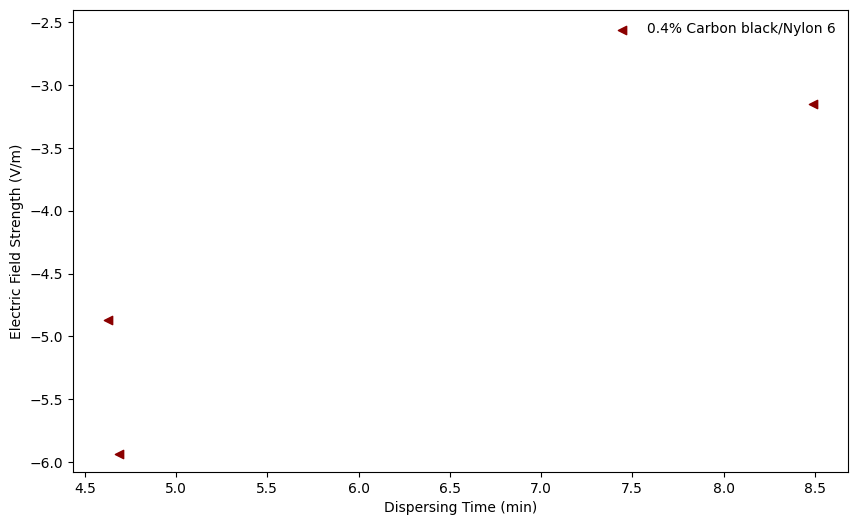 0.4% Carbon black/Nylon 6
Electric Field Strength (V/m)
−2.5
−3.0
−3.5
−4.0
−4.5
−5.0
−5.5
−6.0
4.5 5.0 5.5 6.0 6.5 7.0 7.5 8.0 8.5
Dispersing Time (min)